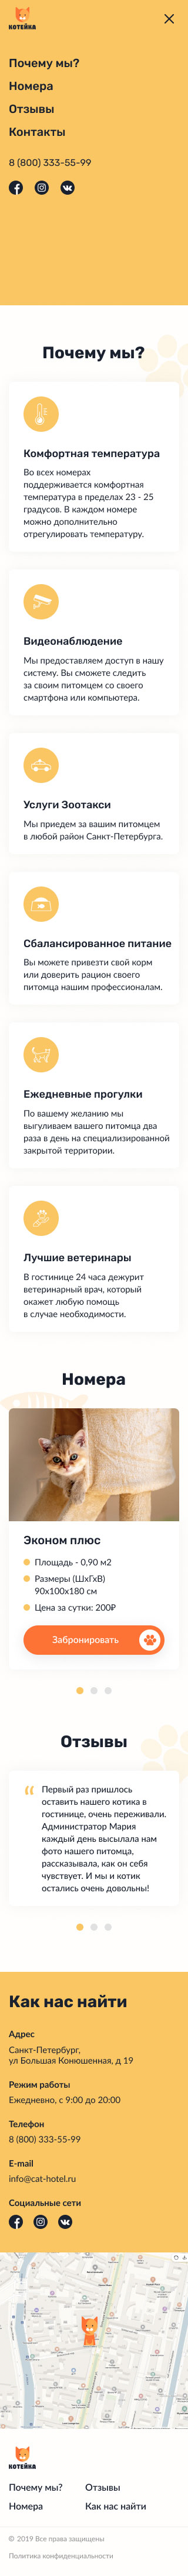 КОТЕЙКА
Почему мы?
Номера
Отзывы
Контакты
8 (800) 333-55-99
Почему мы?
Комфортная температура
Во всех номерах
поддерживается комфортная
температура в пределах 23 - 25
градусов. В каждом номере
можно дополнительно
отрегулировать температуру.
Видеонаблюдение
Мы предоставляем доступ в нашу
систему. Вы сможете следить
за своим питомцем со своего
смартфона или компьютера.
Услуги Зоотакси
Мы приедем за вашим питомцем
в любой район Санкт-Петербурга.
Сбалансированное питание
Вы можете привезти свой корм
или доверить рацион своего
питомца нашим профессионалам.
Ежедневные прогулки
По вашему желанию мы
выгуливаем вашего питомца два
раза в день на специализированной
закрытой территории.
Лучшие ветеринары
В гостинице 24 часа дежурит
ветеринарный врач, который
окажет любую помощь
в случае необходимости.
Номера
Эконом плюс
Площадь - 0,90 м2
Размеры (ШхГхВ)
90х100х180 см
Цена за сутки: 200₽
Забронировать
Отзывы
“ Первый раз пришлось
оставить нашего котика в
гостинице, очень переживали.
Администратор Мария
каждый день высылала нам
фото нашего питомца,
рассказывала, как он себя
чувствует. И мы и котик
остались очень довольны!
Как нас найти
Адрес
Санкт-Петербург,
ул Большая Конюшенная, д 19
Режим работы
Ежедневно, с 9:00 до 20:00
Телефон
8 (800) 333-55-99
E-mail
info@cat-hotel.ru
Социальные сети
КОТЕЙКА
Почему мы? Отзывы
Номера Как нас найти
© 2019 Все права защищены
Политика конфиденциальности